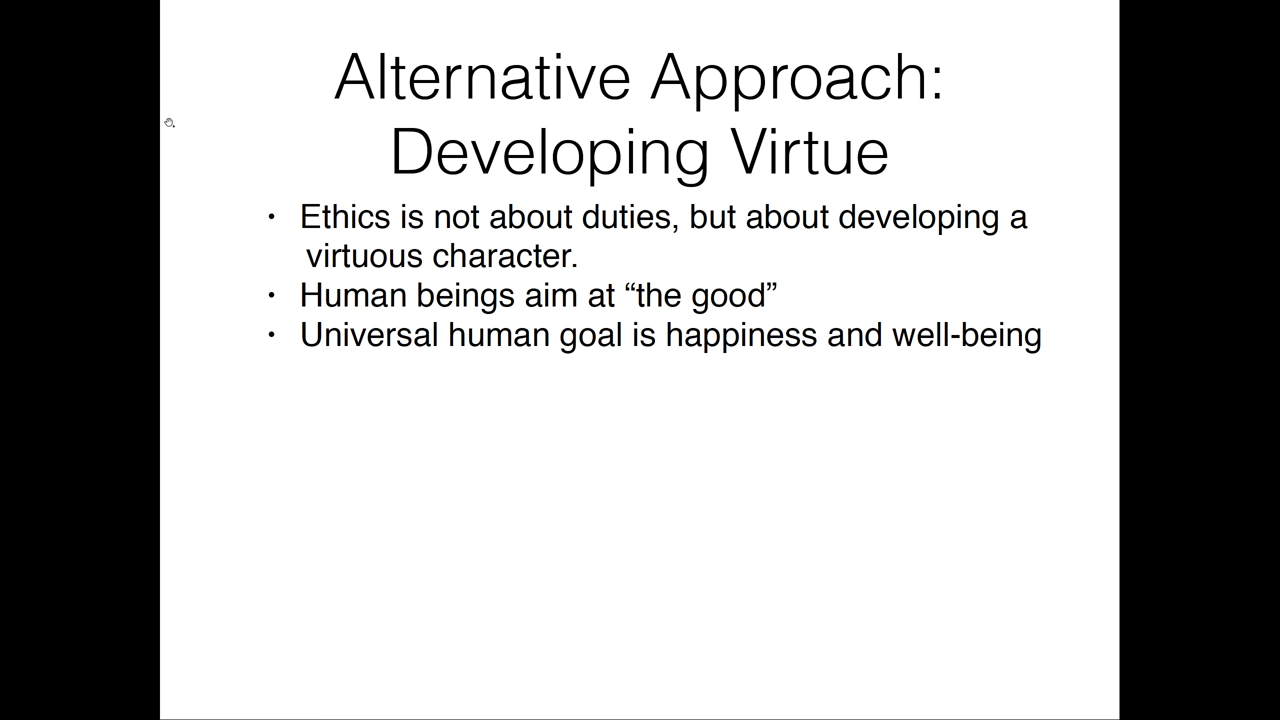 Alternative Approach:
Developing Virtue
• Ethics is not about duties, but about developing a
virtuous character.
• Human beings aim at “the good”
• Universal human goal is happiness and well-being